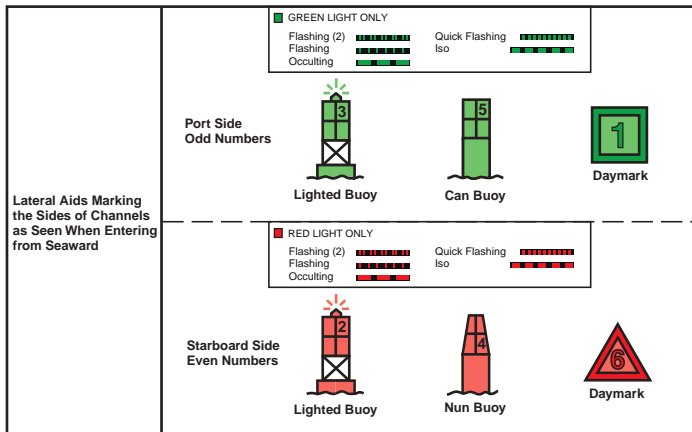 GREEN LIGHT ONLY
Flashing (2)
Quick Flashing
Flashing
Iso
Occulting
Port Side
Odd Numbers
3
5
1
Lighted Buoy
Can Buoy
Daymark
Lateral Aids Marking
the Sides of Channels
as Seen When Entering
from Seaward
RED LIGHT ONLY
Flashing (2)
Quick Flashing
Flashing
Iso
Occulting
Starboard Side
Even Numbers
2
4
6
Lighted Buoy
Nun Buoy
Daymark